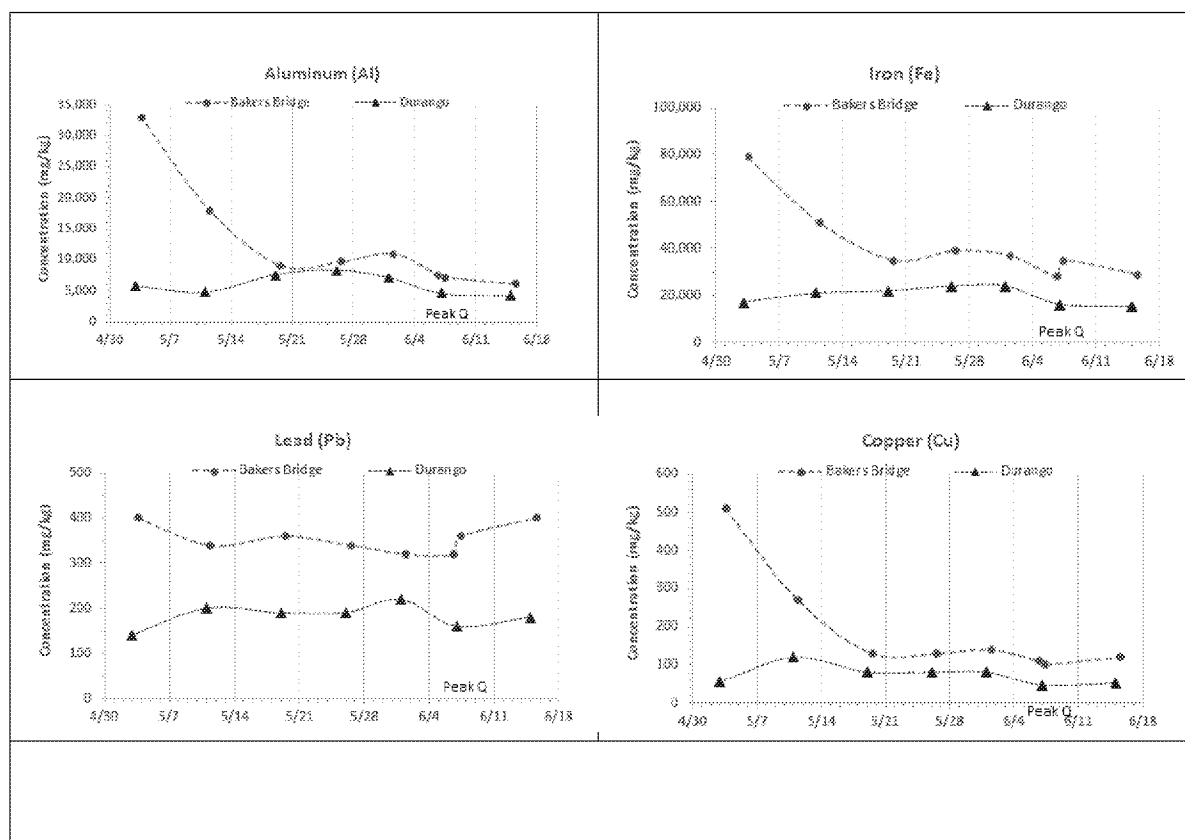 Aluminum (Al)
Bakers Bridge Durango
Concentration (mg/kg)
35,000
30,000
25,000
20,000
15,000
10,000
5,000
0
Peak Q
4/30 5/7 5/14 5/21 5/28 6/4 6/11 6/18
Iron (Fe)
Bakers Bridge Durango
Concentration (mg/kg)
100,000
80,000
60,000
40,000
20,000
0
Peak Q
4/30 5/7 5/14 5/21 5/28 6/4 6/11 6/18
Lead (Pb)
Bakers Bridge Durango
Concentration (mg/kg)
500
400
300
200
100
0
Peak Q
4/30 5/7 5/14 5/21 5/28 6/4 6/11 6/18
Copper (Cu)
Bakers Bridge Durango
Concentration (mg/kg)
600
500
400
300
200
100
0
Peak Q
4/30 5/7 5/14 5/21 5/28 6/4 6/11 6/18